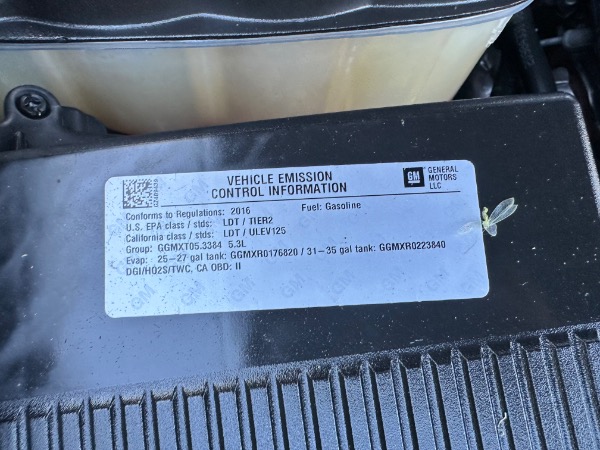 VEHICLE EMISSION
CONTROL INFORMATION
GM
GENERAL
MOTORS
LLC
Conforms to Regulations: 2016 Fuel: Gasoline
U.S. EPA class / stds: LDT / TIER2
California class / stds: LDT / ULEV125
Group: GGMXT05.3384 5.3L
Evap: 25-27 gal tank: GGMXR0176820 / 31-35 gal tank: GGMXR0223840
DGI/HO2S/TWC, CA OBD: II